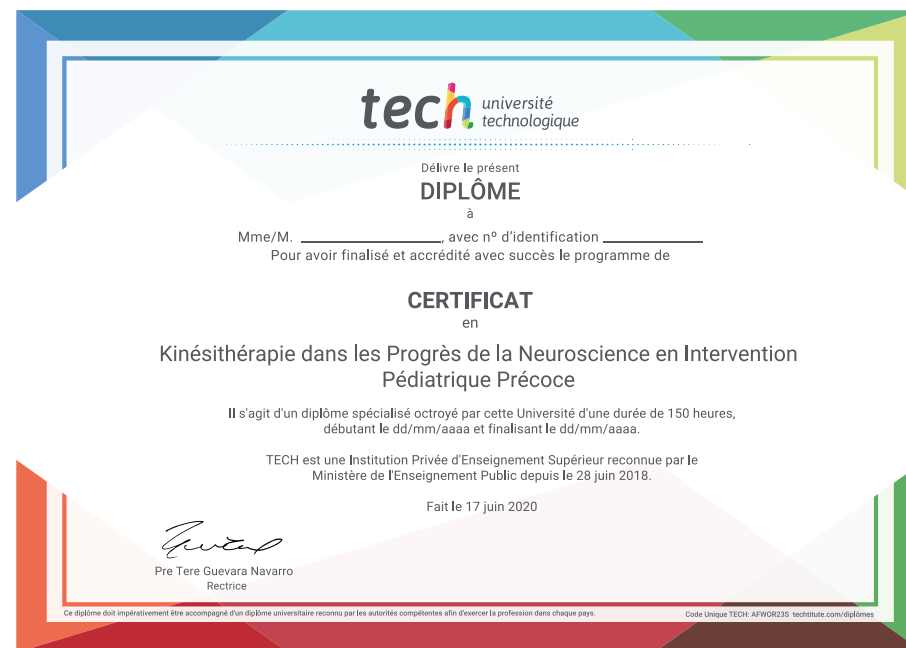 tech université
technologique
Délivre le présent
DIPLÔME
à
Mme/M. ____________________, avec nº d'identification ______________
Pour avoir finalisé et accrédité avec succès le programme de
CERTIFICAT
en
Kinésithérapie dans les Progrès de la Neuroscience en Intervention
Pédiatrique Précoce
Il s'agit d'un diplôme spécialisé octroyé par cette Université d'une durée de 150 heures,
débutant le dd/mm/aaaa et finalisant le dd/mm/aaaa.
TECH est une Institution Privée d'Enseignement Supérieur reconnue par le
Ministère de l'Enseignement Public depuis le 28 juin 2018.
Fait le 17 juin 2020
Pre Tere Guevara Navarro
Rectrice
Ce diplôme doit impérativement être accompagné d'un diplôme universitaire reconnu par les autorités compétentes afin d'exercer la profession dans chaque pays.
Code Unique TECH: AFWOR23S techtitute.com/diplômes